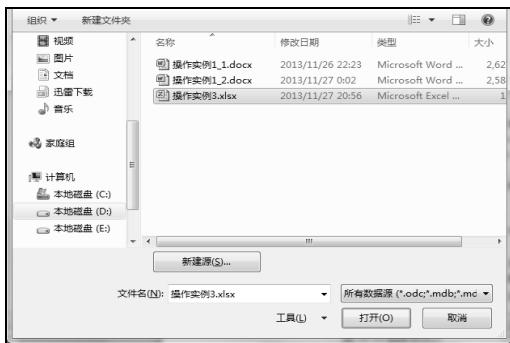 组织 新建文件夹
名称 修改日期 类型 大小
视频
图片
文档
迅雷下载
音乐
家庭组
计算机
本地磁盘 (C:)
本地磁盘 (D:)
本地磁盘 (E:)
操作实例1_1.docx 2013/11/26 22:23 Microsoft Word ... 2,62
操作实例1_2.docx 2013/11/27 0:02 Microsoft Word ... 2,58
操作实例3.xlsx 2013/11/27 20:56 Microsoft Excel ... 1
新建源(S)...
文件名(N): 操作实例3.xlsx 所有数据源 (*.odc;*.mdb;*.mc
工具(L) 打开(O) 取消